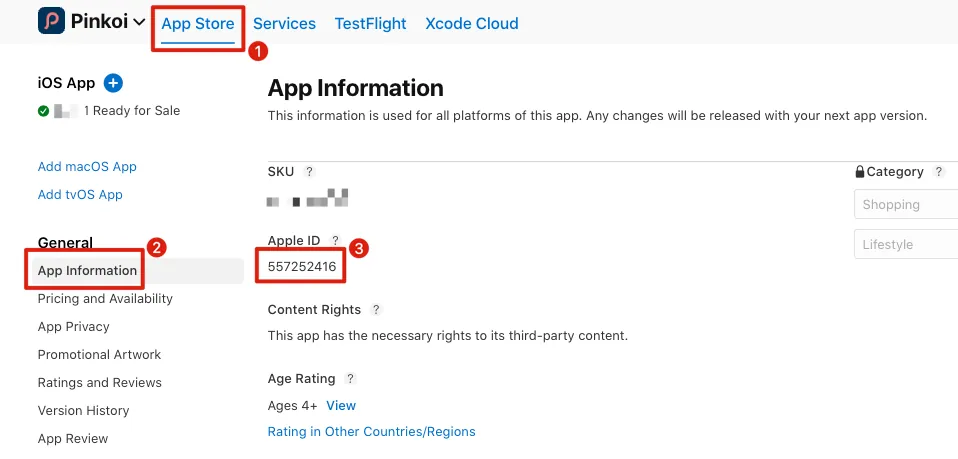 Pinkoi App Store Services TestFlight Xcode Cloud
1
iOS App
1 Ready for Sale
Add macOS App
Add tvOS App
General
2
App Information
Pricing and Availability
App Privacy
Promotional Artwork
Ratings and Reviews
Version History
App Review
App Information
This information is used for all platforms of this app. Any changes will be released with your next app version.
SKU ?
Apple ID ?
3
557252416
Content Rights ?
This app has the necessary rights to its third-party content.
Age Rating ?
Ages 4+ View
Rating in Other Countries/Regions
Category ?
Shopping
Lifestyle